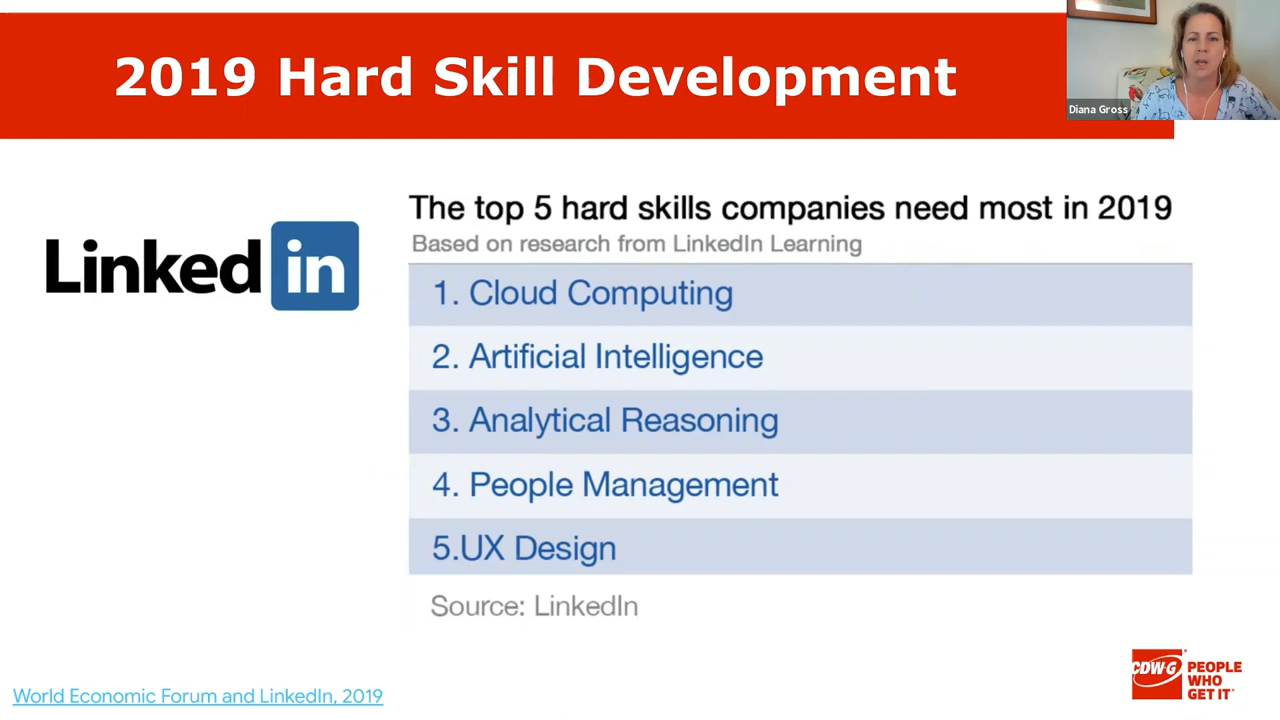 2019 Hard Skill Development
Diana Gross
Linked in
The top 5 hard skills companies need most in 2019
Based on research from LinkedIn Learning
1. Cloud Computing
2. Artificial Intelligence
3. Analytical Reasoning
4. People Management
5.UX Design
Source: LinkedIn
World Economic Forum and LinkedIn, 2019
CDW·G
PEOPLE
WHO
GET IT